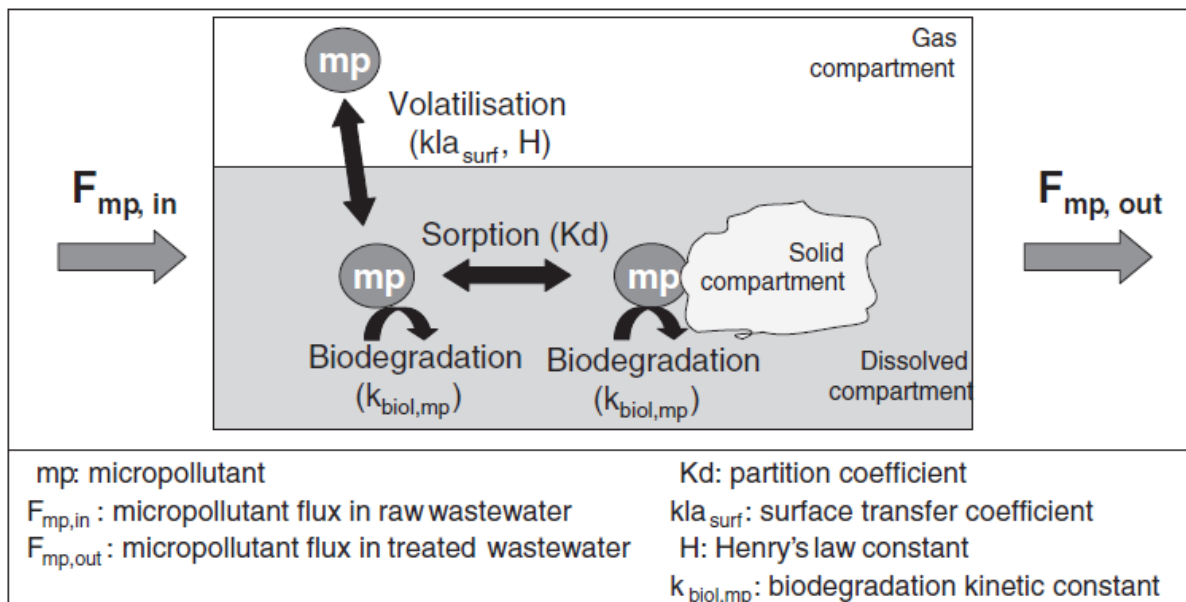 mp
Gas
compartment
Volatilisation
(kla surf, H)
F mp, in
F mp, out
Sorption (Kd)
mp
mp
Solid
compartment
Biodegradation
(k biol,mp)
Biodegradation
(k biol,mp)
Dissolved
compartment
mp: micropollutant
F mp,in : micropollutant flux in raw wastewater
F mp,out : micropollutant flux in treated wastewater
Kd: partition coefficient
kla surf: surface transfer coefficient
H: Henry's law constant
k biol,mp: biodegradation kinetic constant